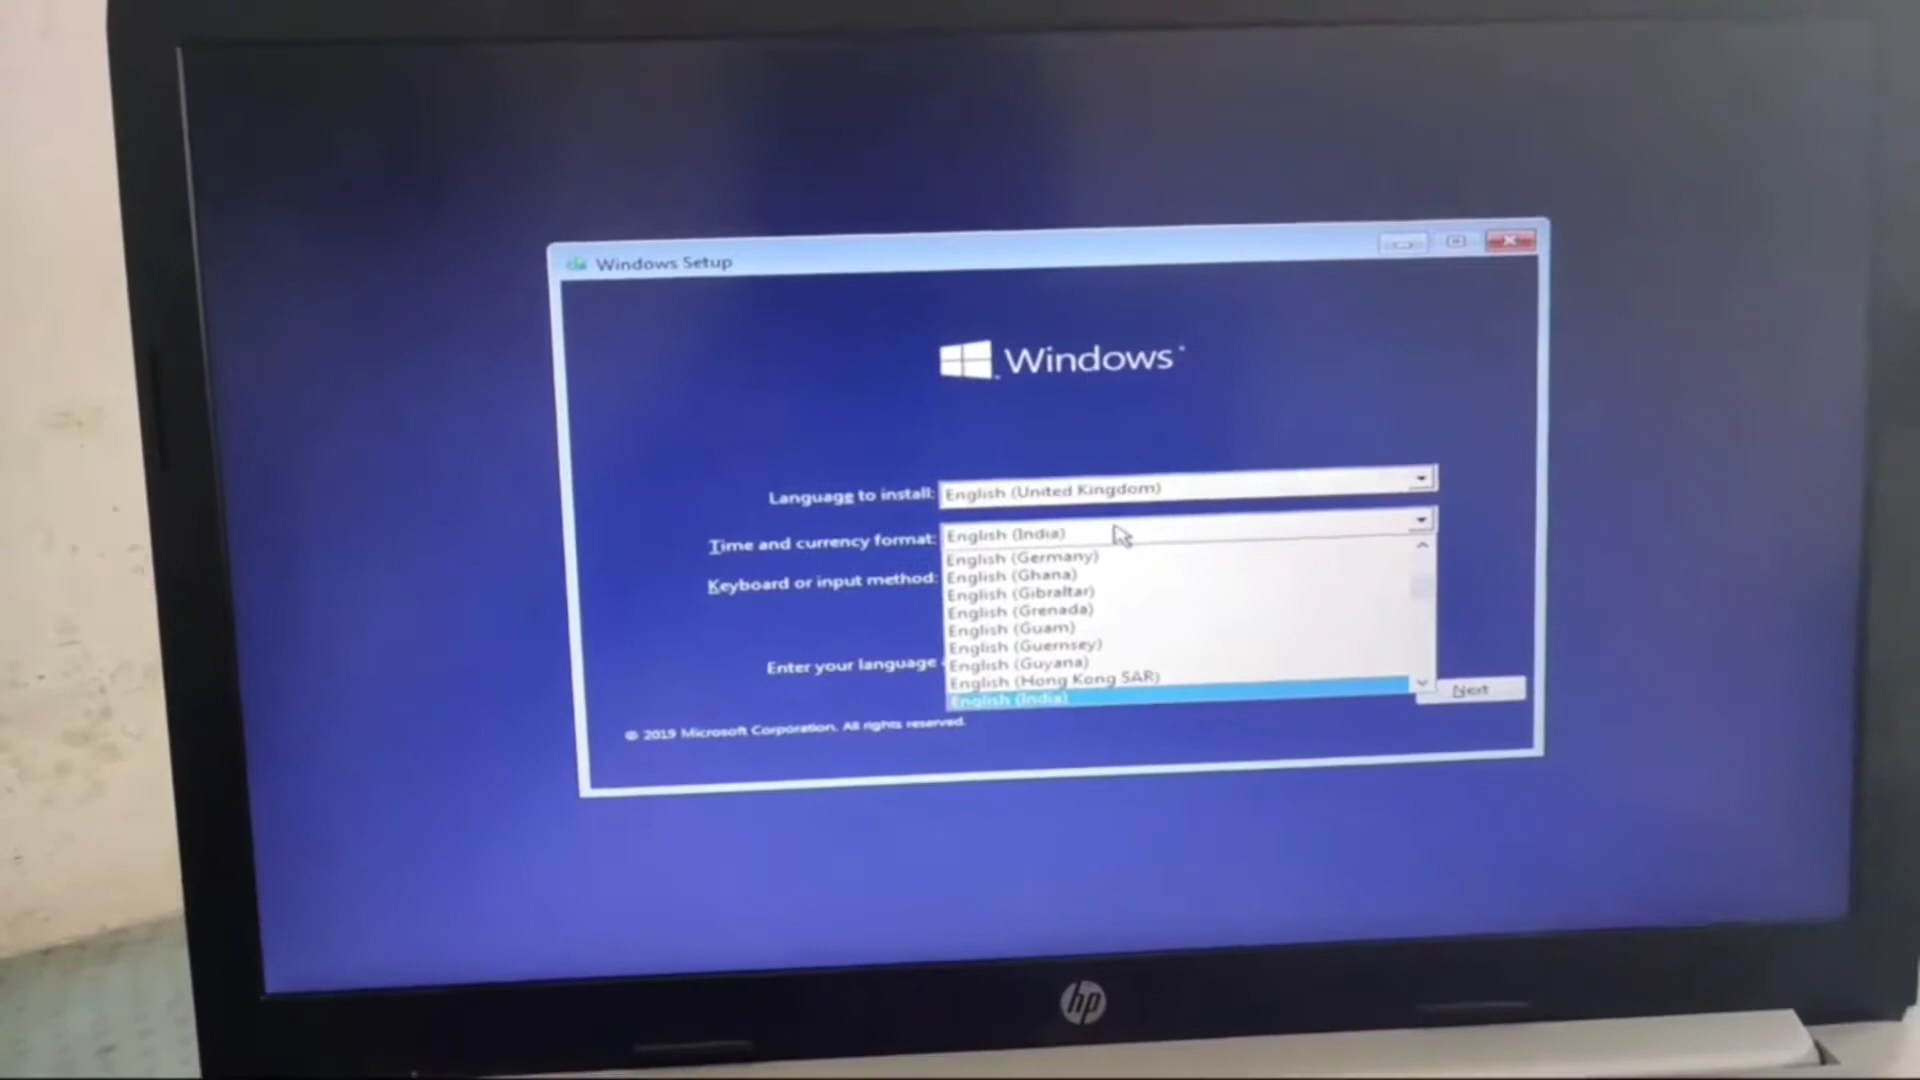 Windows Setup
Windows
Language to install: English (United Kingdom)
Time and currency format: English (India)
English (Germany)
Keyboard or input method: English (Ghana)
English (Gibraltar)
English (Grenada)
English (Guam)
English (Guernsey)
Enter your language English (Guyana)
English (Hong Kong SAR)
English (India)
Next
© 2019 Microsoft Corporation. All rights reserved.
hp